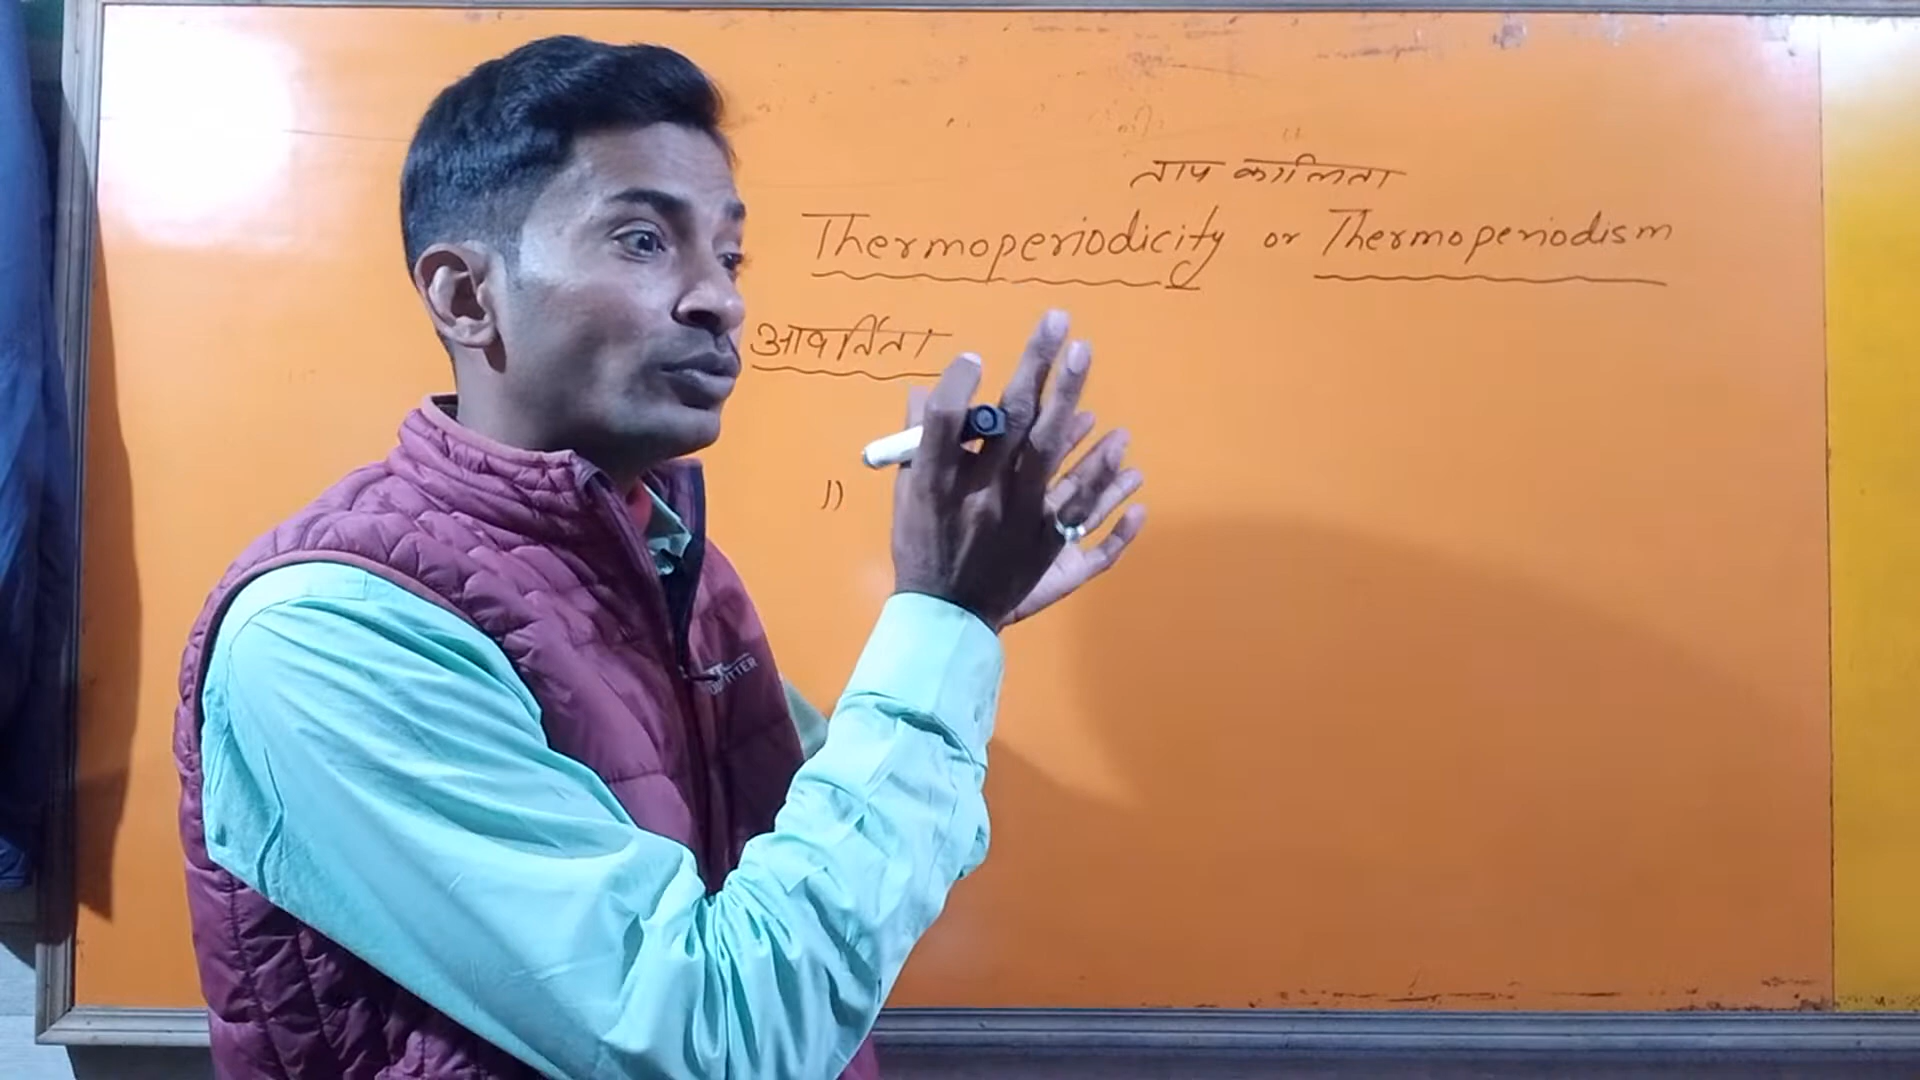 ताप कालिता
Thermoperiodicity or Thermoperiodism
आवर्तिता
1)